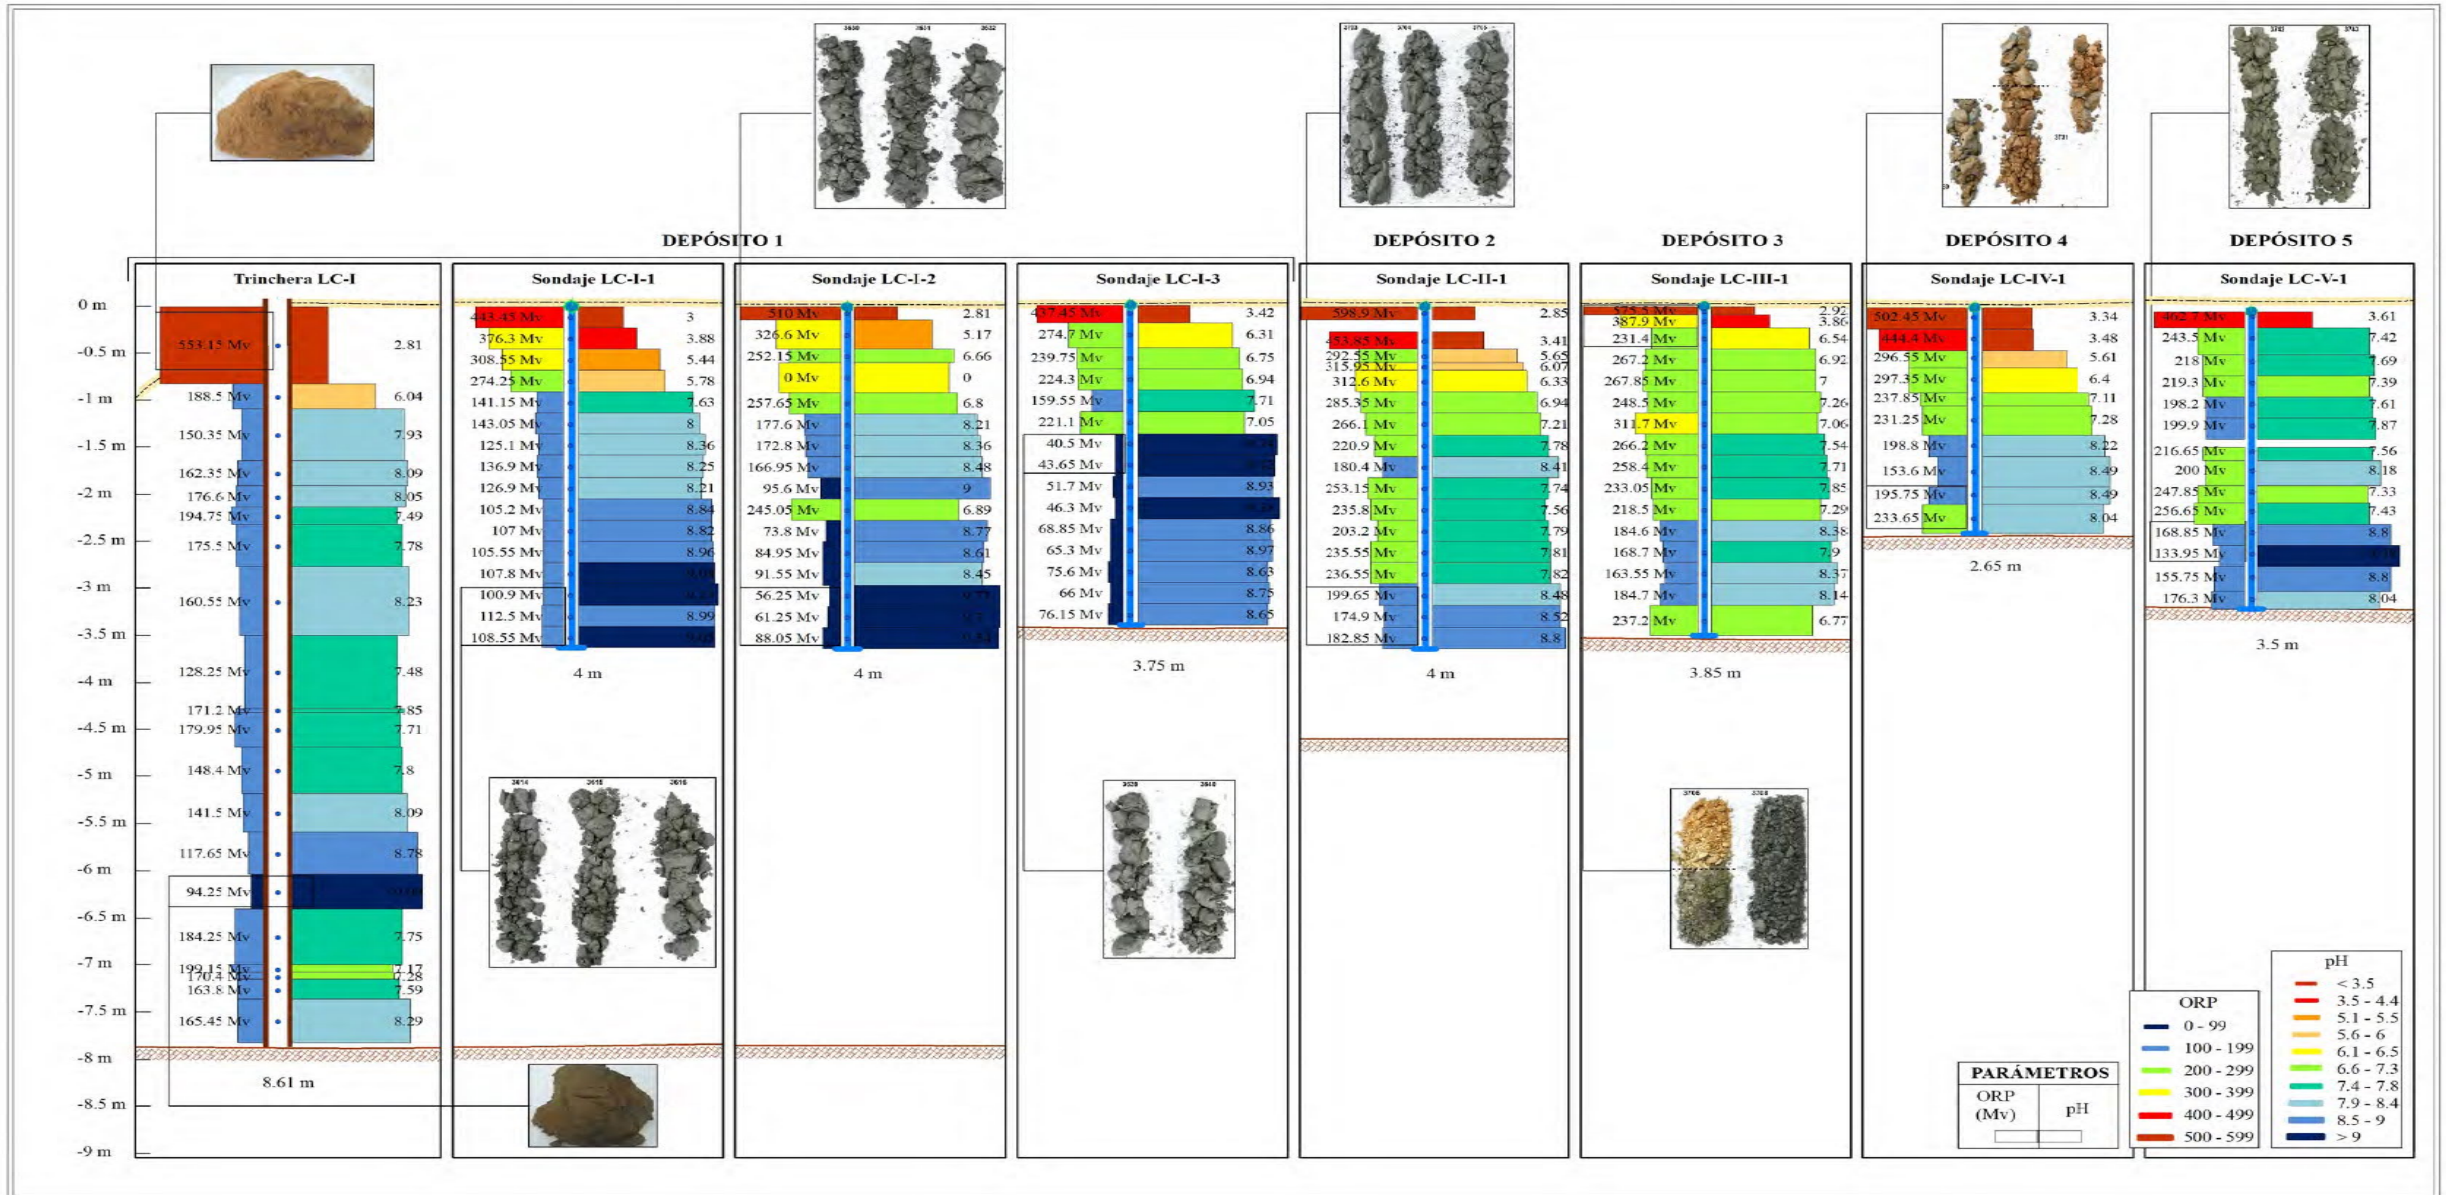 3630 3631 3632
3703 3704 3705
3731
DEPÓSITO 1
DEPÓSITO 2
DEPÓSITO 3
DEPÓSITO 4
DEPÓSITO 5
Trinchera LC-I
Sondaje LC-I-1
Sondaje LC-I-2
Sondaje LC-I-3
Sondaje LC-II-1
Sondaje LC-III-1
Sondaje LC-IV-1
Sondaje LC-V-1
0 m
-0.5 m
-1 m
-1.5 m
-2 m
-2.5 m
-3 m
-3.5 m
-4 m
-4.5 m
-5 m
-5.5 m
-6 m
-6.5 m
-7 m
-7.5 m
-8 m
-8.5 m
-9 m
553.15 Mv 2.81
188.5 Mv 6.04
150.35 Mv 7.93
162.35 Mv 8.09
176.6 Mv 8.05
194.75 Mv 7.49
175.5 Mv 7.78
160.55 Mv 8.23
128.25 Mv 7.48
171.2 Mv 7.85
179.95 Mv 7.71
148.4 Mv 7.8
141.5 Mv 8.09
117.65 Mv 8.78
94.25 Mv
184.25 Mv 7.75
199.15 Mv 7.17
170.4 Mv 7.28
163.8 Mv 7.59
165.45 Mv 8.29
8.61 m
443.45 Mv 3
376.3 Mv 3.88
308.55 Mv 5.44
274.25 Mv 5.78
141.15 Mv 7.63
143.05 Mv 8
125.1 Mv 8.36
136.9 Mv 8.25
126.9 Mv 8.21
105.2 Mv 8.84
107 Mv 8.82
105.55 Mv 8.96
107.8 Mv
100.9 Mv
112.5 Mv 8.99
108.55 Mv
4 m
3614 3615 3616
510 Mv 2.81
326.6 Mv 5.17
252.15 Mv 6.66
0 Mv 0
257.65 Mv 6.8
177.6 Mv 8.21
172.8 Mv 8.36
166.95 Mv 8.48
95.6 Mv 9
245.05 Mv 6.89
73.8 Mv 8.77
84.95 Mv 8.61
91.55 Mv 8.45
56.25 Mv
61.25 Mv
88.05 Mv
4 m
437.45 Mv 3.42
274.7 Mv 6.31
239.75 Mv 6.75
224.3 Mv 6.94
159.55 Mv 7.71
221.1 Mv 7.05
40.5 Mv
43.65 Mv
51.7 Mv 8.93
46.3 Mv
68.85 Mv 8.86
65.3 Mv 8.97
75.6 Mv 8.63
66 Mv 8.75
76.15 Mv 8.65
3.75 m
598.9 Mv 2.85
453.85 Mv 3.41
292.55 Mv 5.65
315.95 Mv 6.07
312.6 Mv 6.33
285.35 Mv 6.94
266.1 Mv 7.21
220.9 Mv 7.78
180.4 Mv 8.41
253.15 Mv 7.74
235.8 Mv 7.56
203.2 Mv 7.79
235.55 Mv 7.81
236.55 Mv 7.82
199.65 Mv 8.48
174.9 Mv 8.52
182.85 Mv 8.8
4 m
575.5 Mv 2.92
387.9 Mv 3.86
231.4 Mv 6.54
267.2 Mv 6.92
267.85 Mv 7
248.5 Mv 7.26
311.7 Mv 7.06
266.2 Mv 7.54
258.4 Mv 7.71
233.05 Mv 7.85
218.5 Mv 7.29
184.6 Mv 8.38
168.7 Mv 7.9
163.55 Mv 8.37
184.7 Mv 8.14
237.2 Mv 6.77
3.85 m
502.45 Mv 3.34
444.4 Mv 3.48
296.55 Mv 5.61
297.35 Mv 6.4
237.85 Mv 7.11
231.25 Mv 7.28
198.8 Mv 8.22
153.6 Mv 8.49
195.75 Mv 8.49
233.65 Mv 8.04
2.65 m
462.7 Mv 3.61
243.5 Mv 7.42
218 Mv 7.69
219.3 Mv 7.39
198.2 Mv 7.61
199.9 Mv 7.87
216.65 Mv 7.56
200 Mv 8.18
247.85 Mv 7.33
256.65 Mv 7.43
168.85 Mv 8.8
133.95 Mv
155.75 Mv 8.8
176.3 Mv 8.04
3.5 m
PARÁMETROS
ORP (Mv)
pH
ORP
0 - 99
100 - 199
200 - 299
300 - 399
400 - 499
500 - 599
pH
< 3.5
3.5 - 4.4
5.1 - 5.5
5.6 - 6
6.1 - 6.5
6.6 - 7.3
7.4 - 7.8
7.9 - 8.4
8.5 - 9
> 9